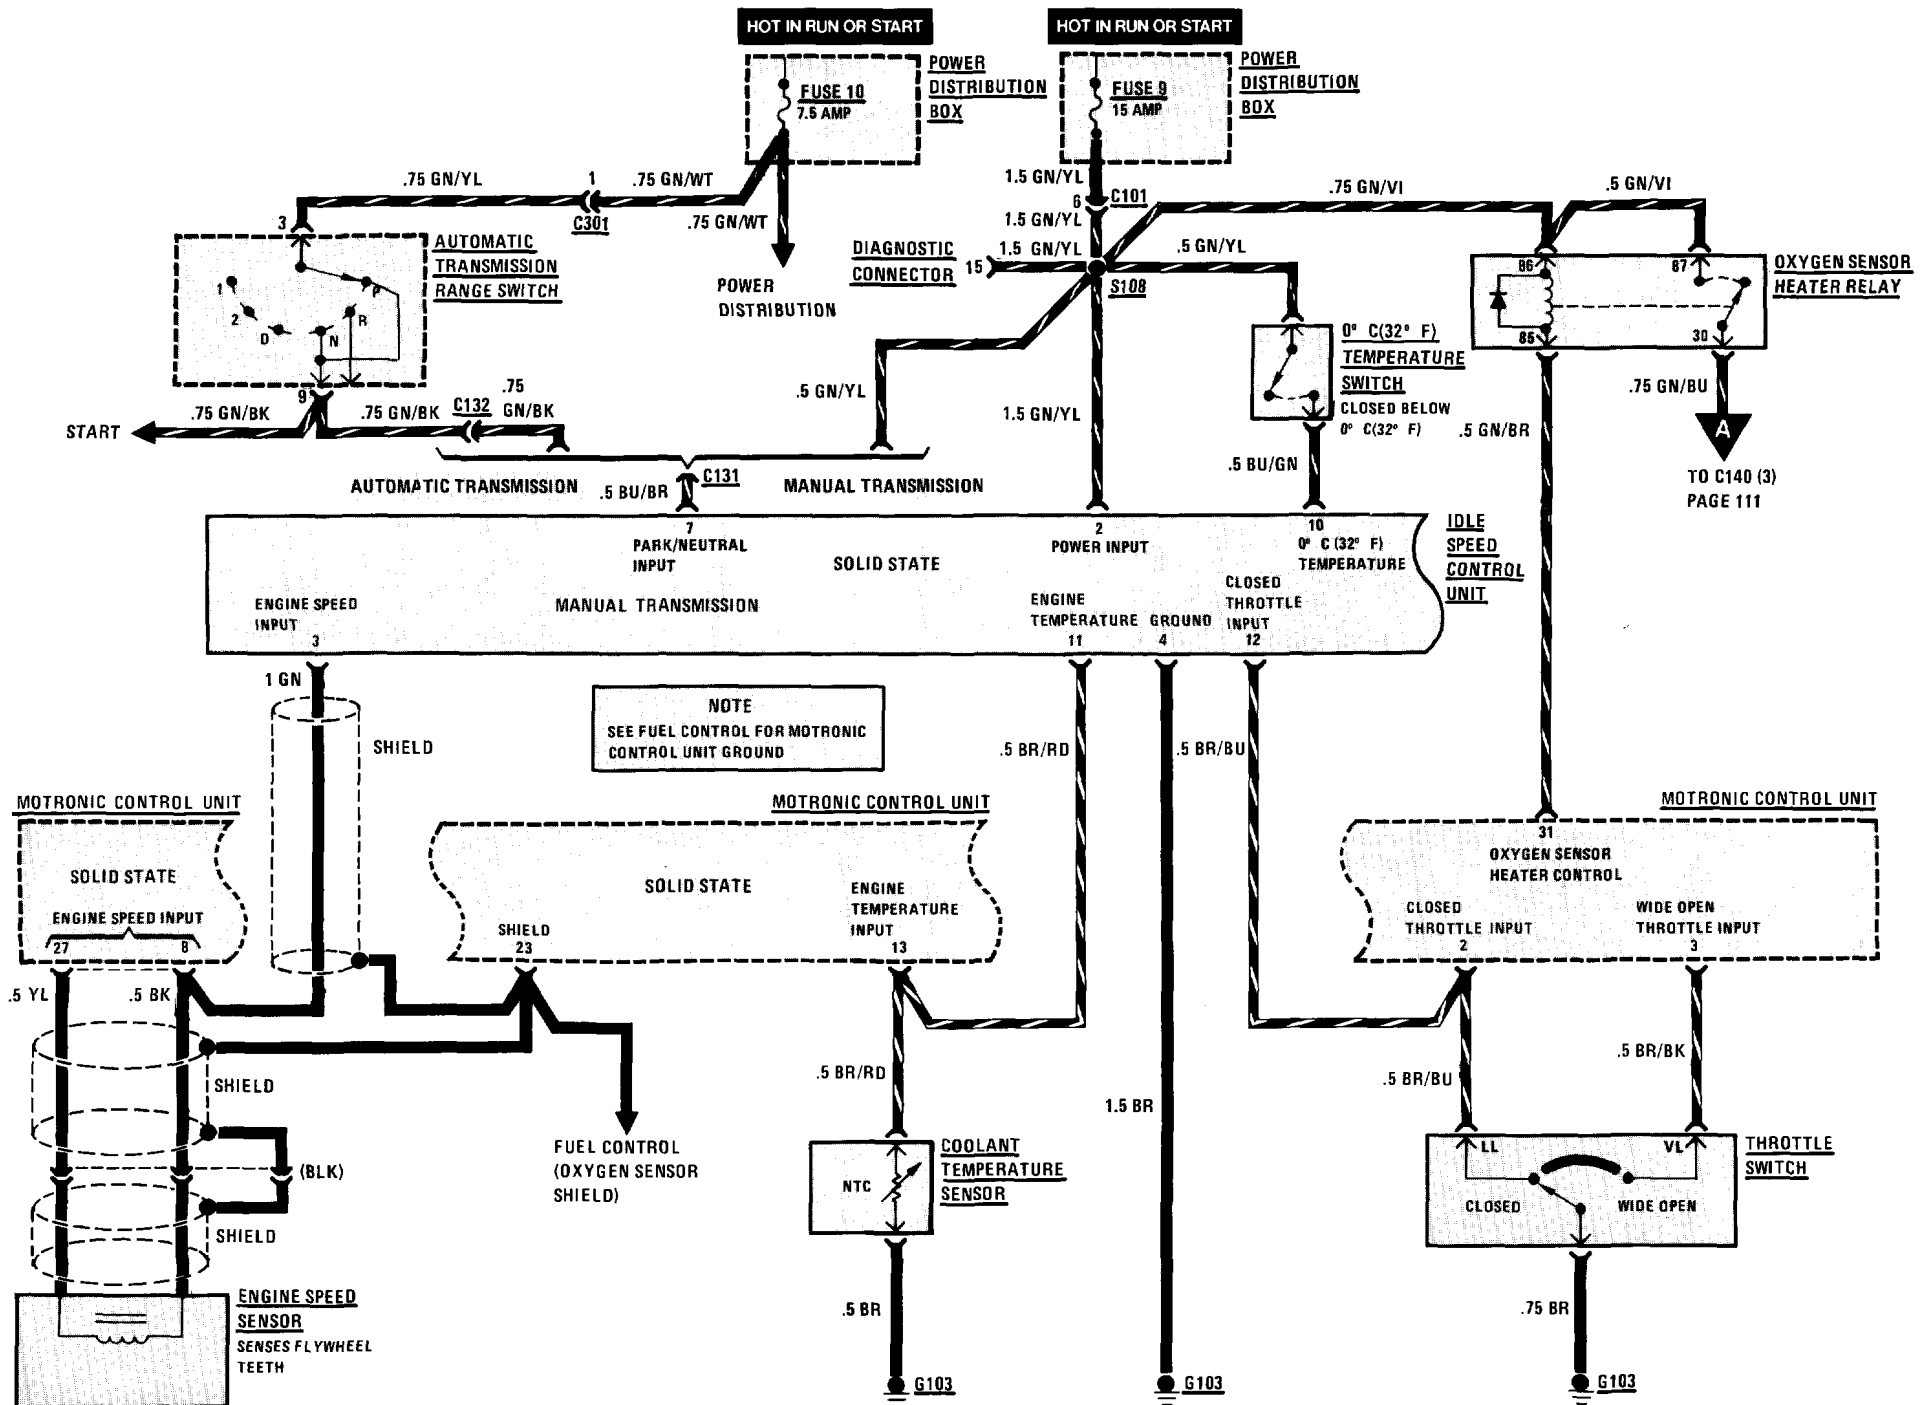 HOT IN RUN OR START
HOT IN RUN OR START
FUSE 10
7.5 AMP
POWER
DISTRIBUTION
BOX
FUSE 9
15 AMP
POWER
DISTRIBUTION
BOX
.75 GN/YL
1
C301
.75 GN/WT
.75 GN/WT
POWER
DISTRIBUTION
1.5 GN/YL
6
C101
1.5 GN/YL
1.5 GN/YL
DIAGNOSTIC
CONNECTOR
15
S108
.5 GN/YL
.75 GN/VI
.5 GN/VI
3
AUTOMATIC
TRANSMISSION
RANGE SWITCH
1
2
D
N
R
P
9
86
87
85
30
OXYGEN SENSOR
HEATER RELAY
0° C(32° F)
TEMPERATURE
SWITCH
CLOSED BELOW
0° C(32° F)
START
.75 GN/BK
.75 GN/BK
C132
.75
GN/BK
.5 GN/YL
1.5 GN/YL
.5 BU/GN
.5 GN/BR
.75 GN/BU
A
TO C140 (3)
PAGE 111
AUTOMATIC TRANSMISSION
.5 BU/BR
C131
MANUAL TRANSMISSION
7
PARK/NEUTRAL
INPUT
SOLID STATE
2
POWER INPUT
10
0° C (32° F)
TEMPERATURE
IDLE
SPEED
CONTROL
UNIT
ENGINE SPEED
INPUT
3
MANUAL TRANSMISSION
ENGINE
TEMPERATURE
11
GROUND
4
CLOSED
THROTTLE
INPUT
12
1 GN
SHIELD
NOTE
SEE FUEL CONTROL FOR MOTRONIC
CONTROL UNIT GROUND
.5 BR/RD
.5 BR/BU
MOTRONIC CONTROL UNIT
SOLID STATE
ENGINE SPEED INPUT
27
8
MOTRONIC CONTROL UNIT
SOLID STATE
SHIELD
23
ENGINE
TEMPERATURE
INPUT
13
MOTRONIC CONTROL UNIT
31
OXYGEN SENSOR
HEATER CONTROL
CLOSED
THROTTLE INPUT
2
WIDE OPEN
THROTTLE INPUT
3
.5 YL
.5 BK
SHIELD
(BLK)
SHIELD
FUEL CONTROL
(OXYGEN SENSOR
SHIELD)
.5 BR/RD
1.5 BR
.5 BR/BU
.5 BR/BK
NTC
COOLANT
TEMPERATURE
SENSOR
LL
VL
CLOSED
WIDE OPEN
THROTTLE
SWITCH
ENGINE SPEED
SENSOR
SENSES FLYWHEEL
TEETH
.5 BR
.75 BR
G103
G103
G103